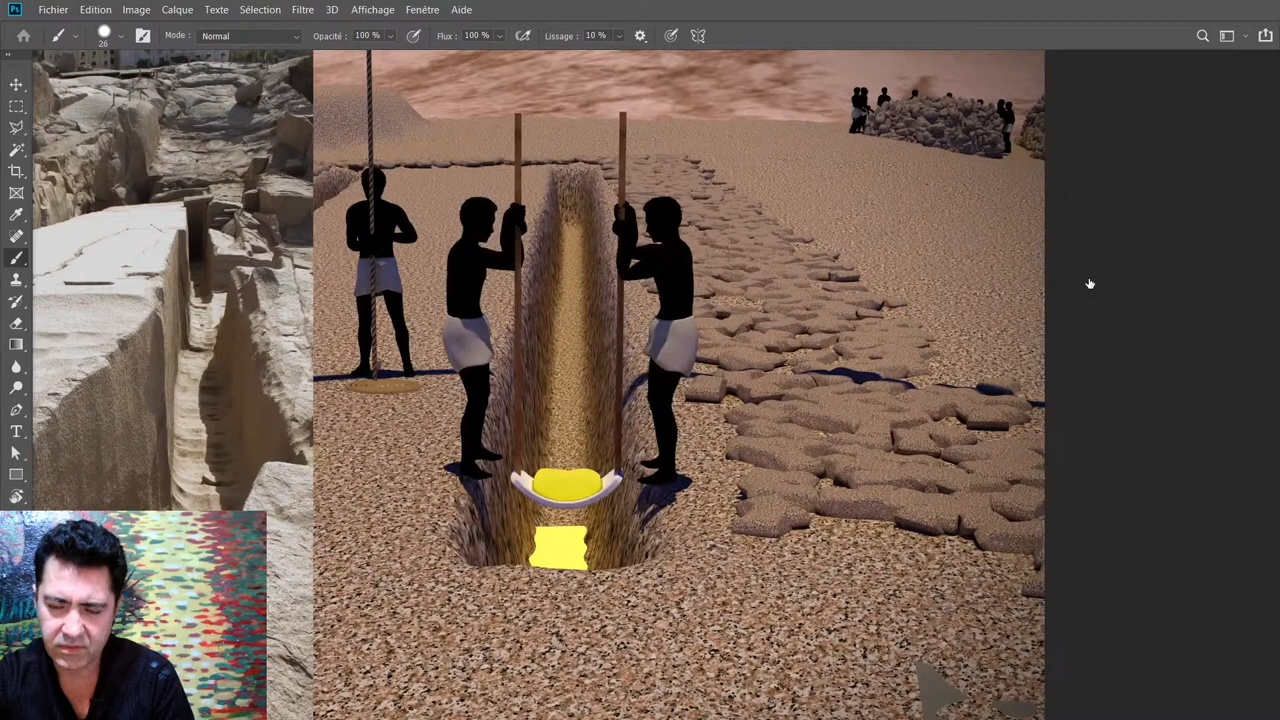 Ps Fichier Edition Image Calque Texte Sélection Filtre 3D Affichage Fenêtre Aide
26 Mode : Normal Opacité : 100 % Flux : 100 % Lissage : 10 %
T